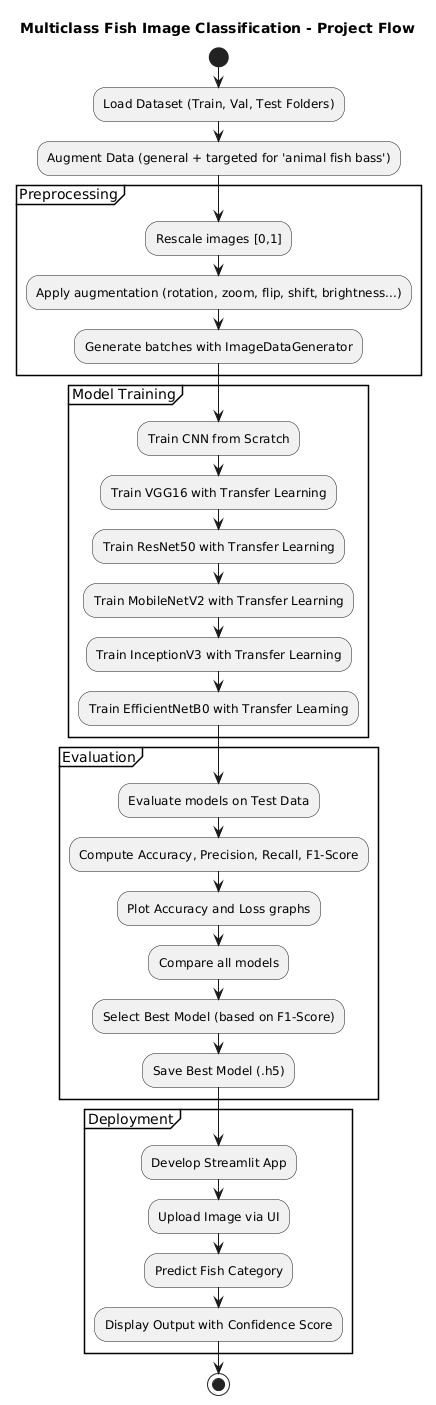 Multiclass Fish Image Classification - Project Flow
Load Dataset (Train, Val, Test Folders)
Augment Data (general + targeted for 'animal fish bass')
Preprocessing
Rescale images [0,1]
Apply augmentation (rotation, zoom, flip, shift, brightness...)
Generate batches with ImageDataGenerator
Model Training
Train CNN from Scratch
Train VGG16 with Transfer Learning
Train ResNet50 with Transfer Learning
Train MobileNetV2 with Transfer Learning
Train InceptionV3 with Transfer Learning
Train EfficientNetB0 with Transfer Learning
Evaluation
Evaluate models on Test Data
Compute Accuracy, Precision, Recall, F1-Score
Plot Accuracy and Loss graphs
Compare all models
Select Best Model (based on F1-Score)
Save Best Model (.h5)
Deployment
Develop Streamlit App
Upload Image via UI
Predict Fish Category
Display Output with Confidence Score